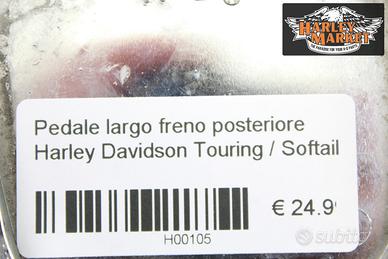 HARLEY
MARKET
Pedale largo freno posteriore
Harley Davidson Touring / Softail
€ 24.9
H00105
subito